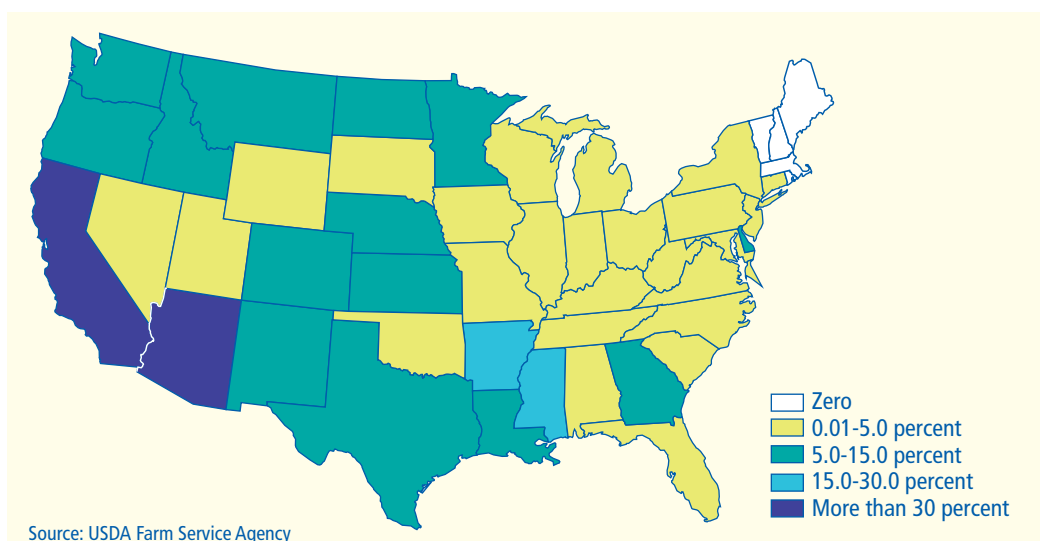 Zero
0.01-5.0 percent
5.0-15.0 percent
15.0-30.0 percent
More than 30 percent
Source: USDA Farm Service Agency